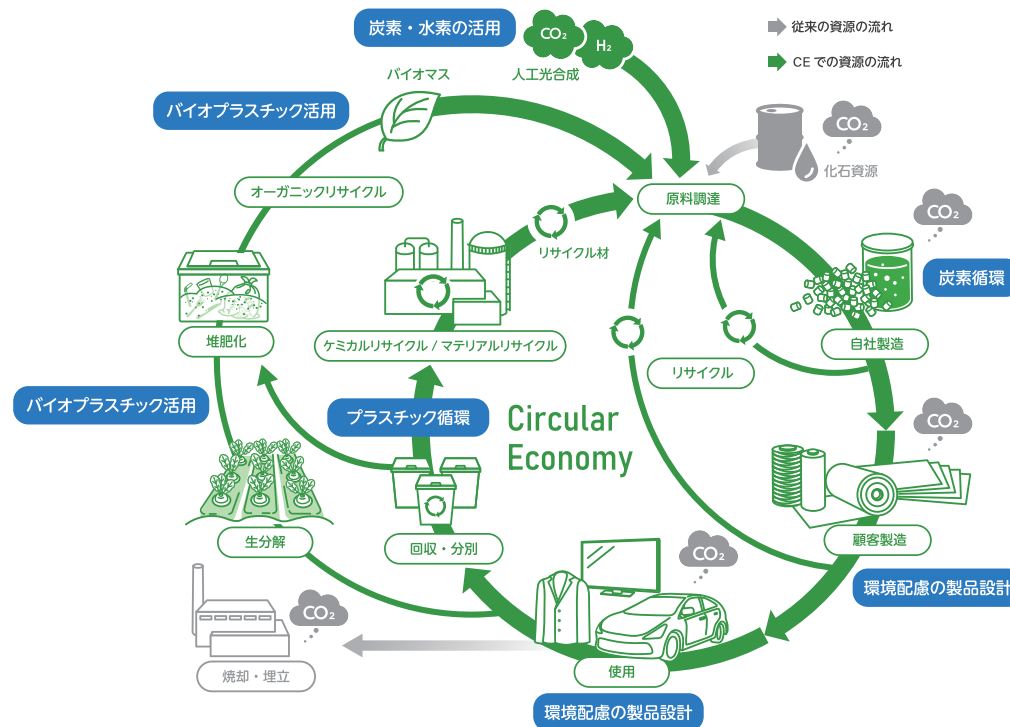 炭素・水素の活用
CO₂
H₂
従来の資源の流れ
CEでの資源の流れ
バイオマス
人工光合成
バイオプラスチック活用
CO₂
化石資源
オーガニックリサイクル
原料調達
CO₂
リサイクル材
炭素循環
堆肥化
ケミカルリサイクル / マテリアルリサイクル
自社製造
リサイクル
バイオプラスチック活用
プラスチック循環
Circular
Economy
CO₂
生分解
回収・分別
顧客製造
CO₂
環境配慮の製品設計
CO₂
焼却・埋立
使用
環境配慮の製品設計